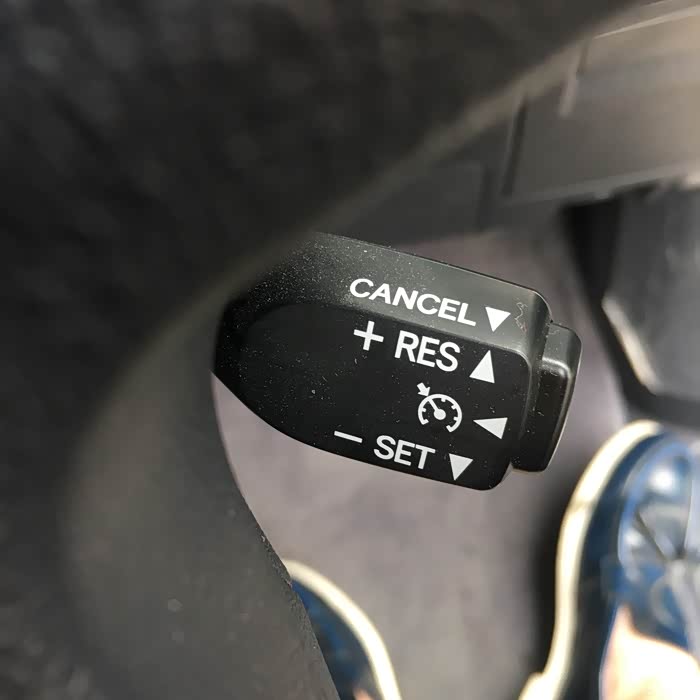 CANCEL ▼
+ RES ▲
◀
− SET ▼